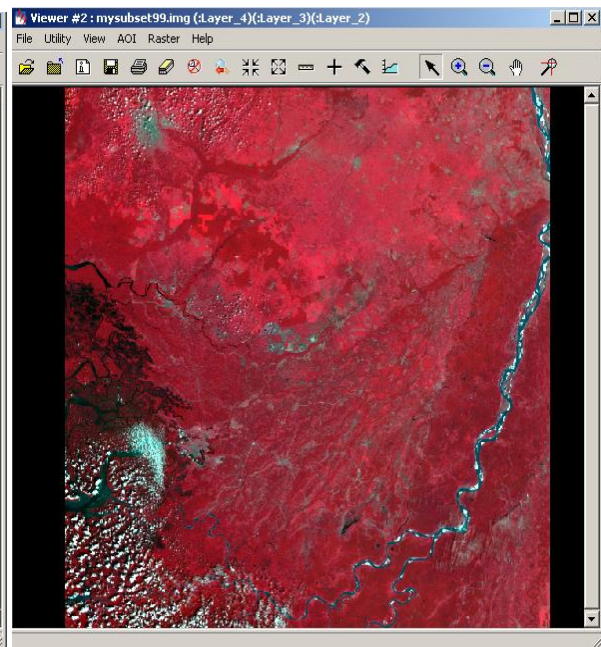 Viewer #2 : mysubset99.img (:Layer_4)(:Layer_3)(:Layer_2)
File Utility View AOI Raster Help